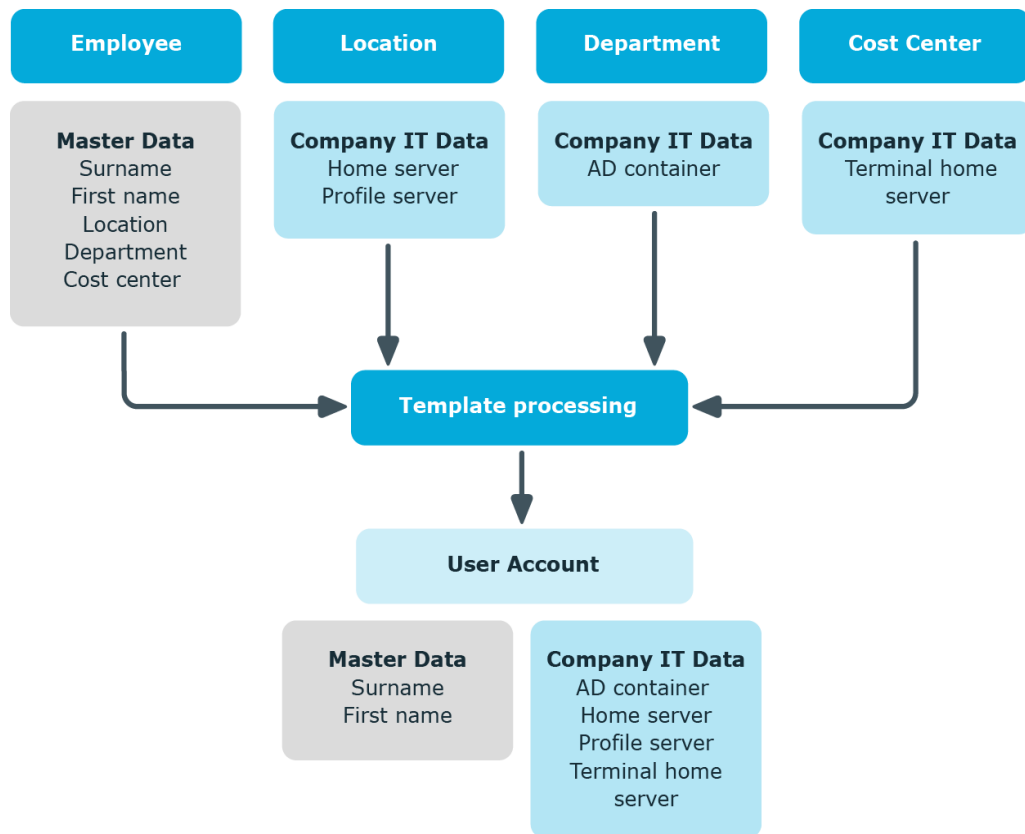 Employee
Location
Department
Cost Center
Master Data
Surname
First name
Location
Department
Cost center
Company IT Data
Home server
Profile server
Company IT Data
AD container
Company IT Data
Terminal home
server
Template processing
User Account
Master Data
Surname
First name
Company IT Data
AD container
Home server
Profile server
Terminal home
server